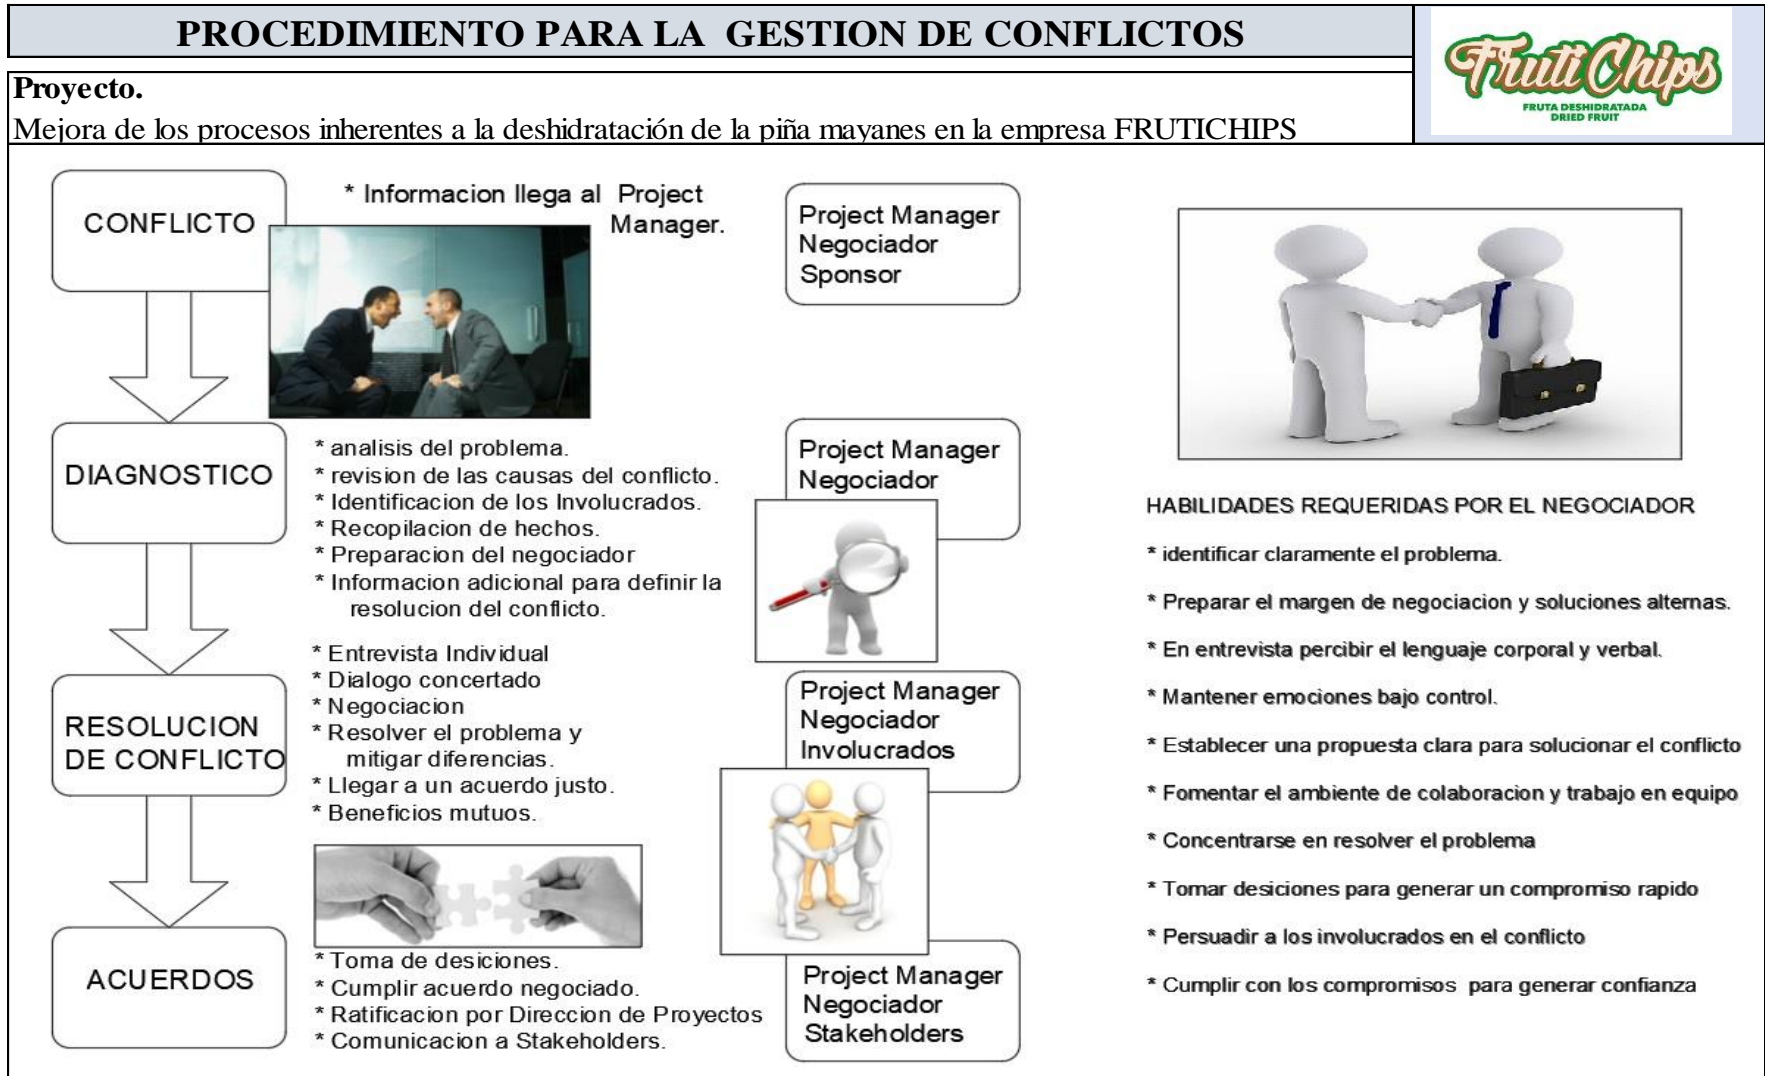 PROCEDIMIENTO PARA LA GESTION DE CONFLICTOS
FrutiChips
FRUTA DESHIDRATADA
DRIED FRUIT
Proyecto.
Mejora de los procesos inherentes a la deshidratación de la piña mayanes en la empresa FRUTICHIPS
CONFLICTO
* Informacion llega al Project
Manager.
Project Manager
Negociador
Sponsor
DIAGNOSTICO
* analisis del problema.
* revision de las causas del conflicto.
* Identificacion de los Involucrados.
* Recopilacion de hechos.
* Preparacion del negociador
* Informacion adicional para definir la
resolucion del conflicto.
Project Manager
Negociador
RESOLUCION
DE CONFLICTO
* Entrevista Individual
* Dialogo concertado
* Negociacion
* Resolver el problema y
mitigar diferencias.
* Llegar a un acuerdo justo.
* Beneficios mutuos.
Project Manager
Negociador
Involucrados
ACUERDOS
* Toma de desiciones.
* Cumplir acuerdo negociado.
* Ratificacion por Direccion de Proyectos
* Comunicacion a Stakeholders.
Project Manager
Negociador
Stakeholders
HABILIDADES REQUERIDAS POR EL NEGOCIADOR
* identificar claramente el problema.
* Preparar el margen de negociacion y soluciones alternas.
* En entrevista percibir el lenguaje corporal y verbal.
* Mantener emociones bajo control.
* Establecer una propuesta clara para solucionar el conflicto
* Fomentar el ambiente de colaboracion y trabajo en equipo
* Concentrarse en resolver el problema
* Tomar desiciones para generar un compromiso rapido
* Persuadir a los involucrados en el conflicto
* Cumplir con los compromisos para generar confianza